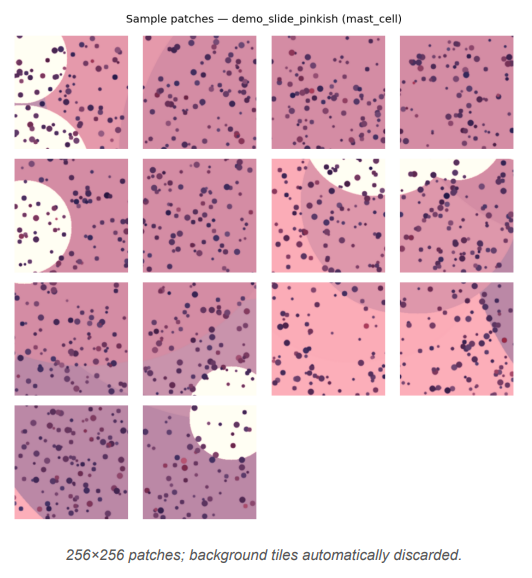 Sample patches — demo_slide_pinkish (mast_cell)
256×256 patches; background tiles automatically discarded.